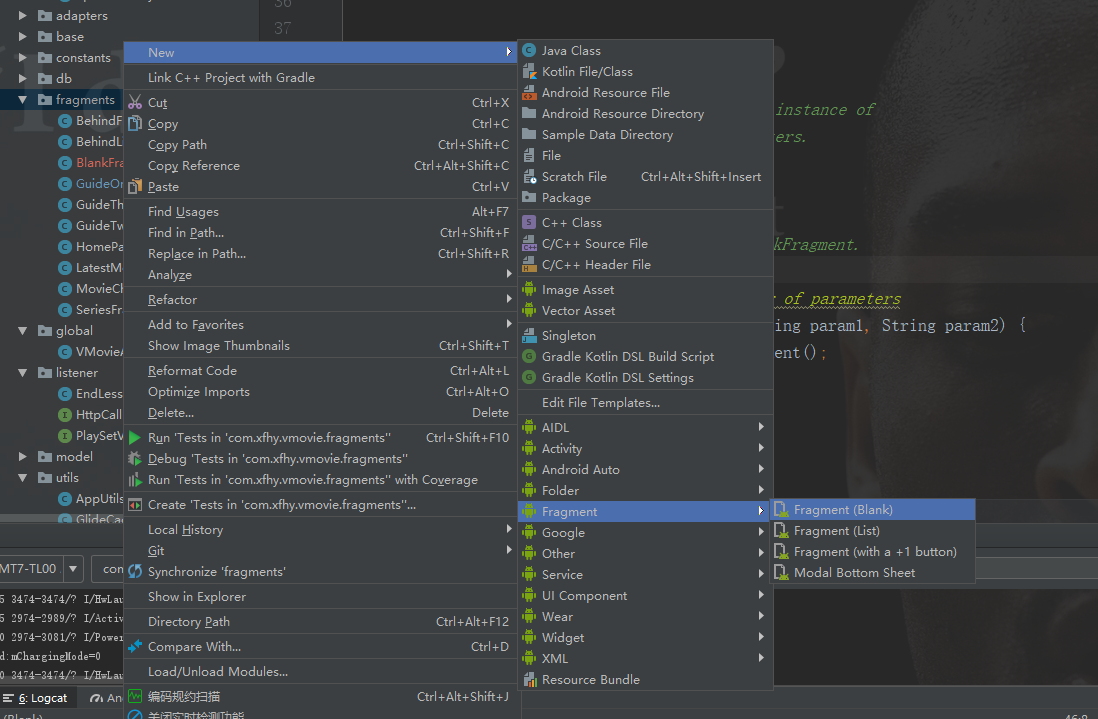 adapters
base
constants
db
fragments
BehindF
BehindL
BlankFra
GuideOn
GuideTh
GuideTw
HomePa
LatestM
MovieCh
SeriesFra
global
VMovieA
listener
EndLess
HttpCall
PlaySetV
model
utils
AppUtils
GlideCac
36
37
New
Link C++ Project with Gradle
Cut Ctrl+X
Copy Ctrl+C
Copy Path Ctrl+Shift+C
Copy Reference Ctrl+Alt+Shift+C
Paste Ctrl+V
Find Usages Alt+F7
Find in Path... Ctrl+Shift+F
Replace in Path... Ctrl+Shift+R
Analyze
Refactor
Add to Favorites
Show Image Thumbnails Ctrl+Shift+T
Reformat Code Ctrl+Alt+L
Optimize Imports Ctrl+Alt+O
Delete... Delete
Run 'Tests in 'com.xfhy.vmovie.fragments'' Ctrl+Shift+F10
Debug 'Tests in 'com.xfhy.vmovie.fragments''
Run 'Tests in 'com.xfhy.vmovie.fragments'' with Coverage
Create 'Tests in 'com.xfhy.vmovie.fragments''...
Local History
Git
Synchronize 'fragments'
Show in Explorer
Directory Path Ctrl+Alt+F12
Compare With... Ctrl+D
Load/Unload Modules...
编码规约扫描 Ctrl+Alt+Shift+J
关闭实时检测功能
Java Class
Kotlin File/Class
Android Resource File
Android Resource Directory
Sample Data Directory
File
Scratch File Ctrl+Alt+Shift+Insert
Package
C++ Class
C/C++ Source File
C/C++ Header File
Image Asset
Vector Asset
Singleton
Gradle Kotlin DSL Build Script
Gradle Kotlin DSL Settings
Edit File Templates...
AIDL
Activity
Android Auto
Folder
Fragment
Google
Other
Service
UI Component
Wear
Widget
XML
Resource Bundle
Fragment (Blank)
Fragment (List)
Fragment (with a +1 button)
Modal Bottom Sheet
instance of
ers.
kFragment.
of parameters
ing param1, String param2) {
ent();
MT7-TL00 com
5 3474-3474/? I/HwLau
5 2974-2989/? I/Activ
0 2974-3081/? I/Power
d:mChargingMode=0
0 3474-3474/? I/HwLau
6: Logcat An
(Blank)